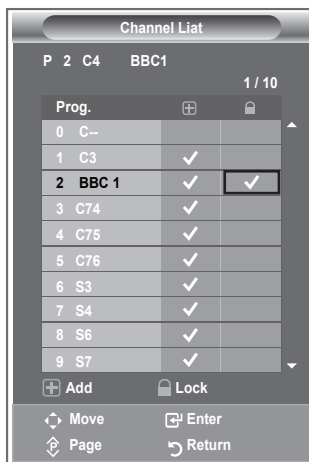 Channel Liat
P 2 C4 BBC1
1 / 10
Prog.
0 C--
1 C3
2 BBC 1
3 C74
4 C75
5 C76
6 S3
7 S4
8 S6
9 S7
Add Lock
Move Enter
P Page Return